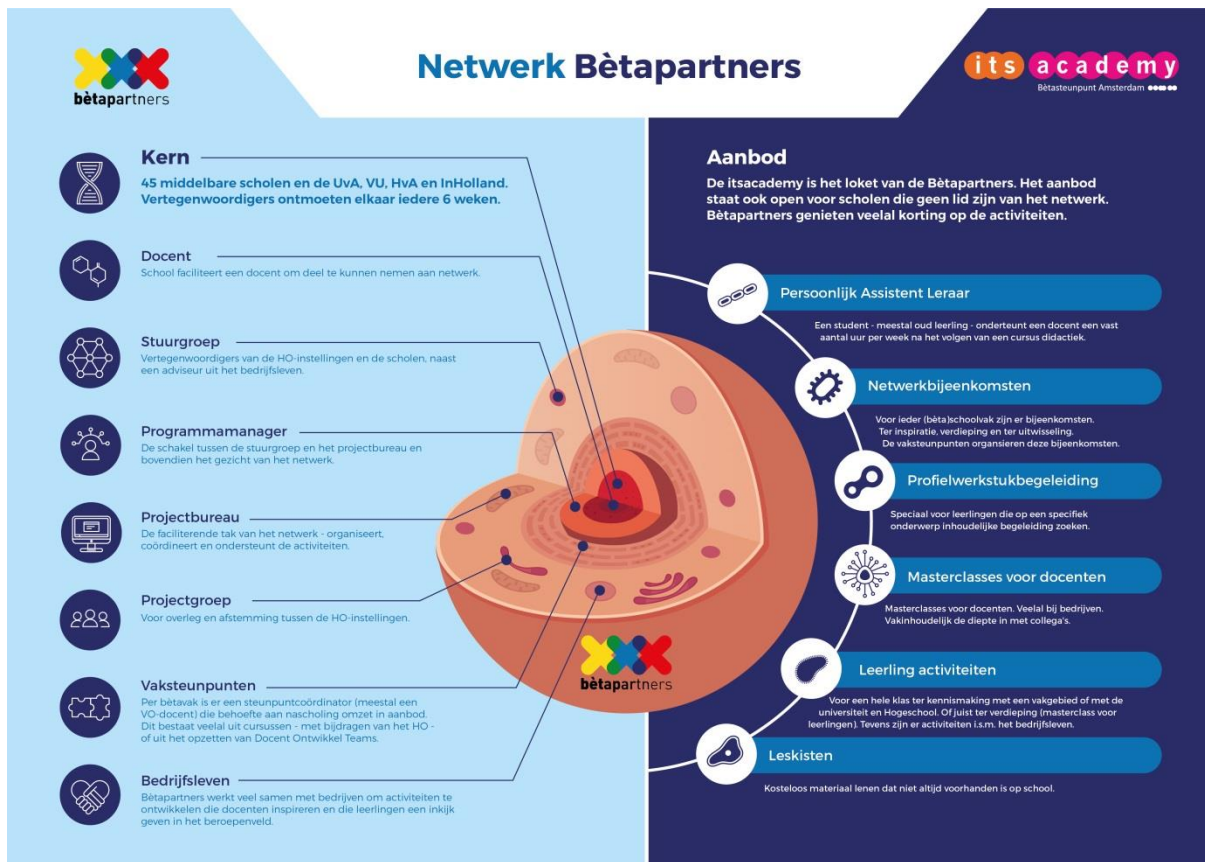 bètapartners
Netwerk Bètapartners
its academy
Bètasteunpunt Amsterdam
Kern
45 middelbare scholen en de UvA, VU, HvA en InHolland.
Vertegenwoordigers ontmoeten elkaar iedere 6 weken.
Docent
School faciliteert een docent om deel te kunnen nemen aan netwerk.
Stuurgroep
Vertegenwoordigers van de HO-instellingen en de scholen, naast
een adviseur uit het bedrijfsleven.
Programmamanager
De schakel tussen de stuurgroep en het projectbureau en
bovendien het gezicht van het netwerk.
Projectbureau
De faciliterende tak van het netwerk - organiseert,
coördineert en ondersteunt de activiteiten.
Projectgroep
Voor overleg en afstemming tussen de HO-instellingen.
Vaksteunpunten
Per bètavak is er een steunpuntcoördinator (meestal een
VO-docent) die behoefte aan nascholing omzet in aanbod.
Dit bestaat veelal uit cursussen - met bijdragen van het HO -
of uit het opzetten van Docent Ontwikkel Teams.
Bedrijfsleven
Bètapartners werkt veel samen met bedrijven om activiteiten te
ontwikkelen die docenten inspireren en die leerlingen een inkijk
geven in het beroepenveld.
bètapartners
Aanbod
De itsacademy is het loket van de Bètapartners. Het aanbod
staat ook open voor scholen die geen lid zijn van het netwerk.
Bètapartners genieten veelal korting op de activiteiten.
Persoonlijk Assistent Leraar
Een student - meestal oud leerling - onderteunt een docent een vast
aantal uur per week na het volgen van een cursus didactiek.
Netwerkbijeenkomsten
Voor ieder (bèta)schoolvak zijn er bijeenkomsten.
Ter inspiratie, verdieping en ter uitwisseling.
De vaksteunpunten organsieren deze bijeenkomsten.
Profielwerkstukbegeleiding
Speciaal voor leerlingen die op een specifiek
onderwerp inhoudelijke begeleiding zoeken.
Masterclasses voor docenten
Masterclasses voor docenten. Veelal bij bedrijven.
Vakinhoudelijk de diepte in met collega's.
Leerling activiteiten
Voor een hele klas ter kennismaking met een vakgebied of met de
universiteit en Hogeschool. Of juist ter verdieping (masterclass voor
leerlingen). Tevens zijn er activiteiten i.s.m. het bedrijfsleven.
Leskisten
Kosteloos materiaal lenen dat niet altijd voorhanden is op school.